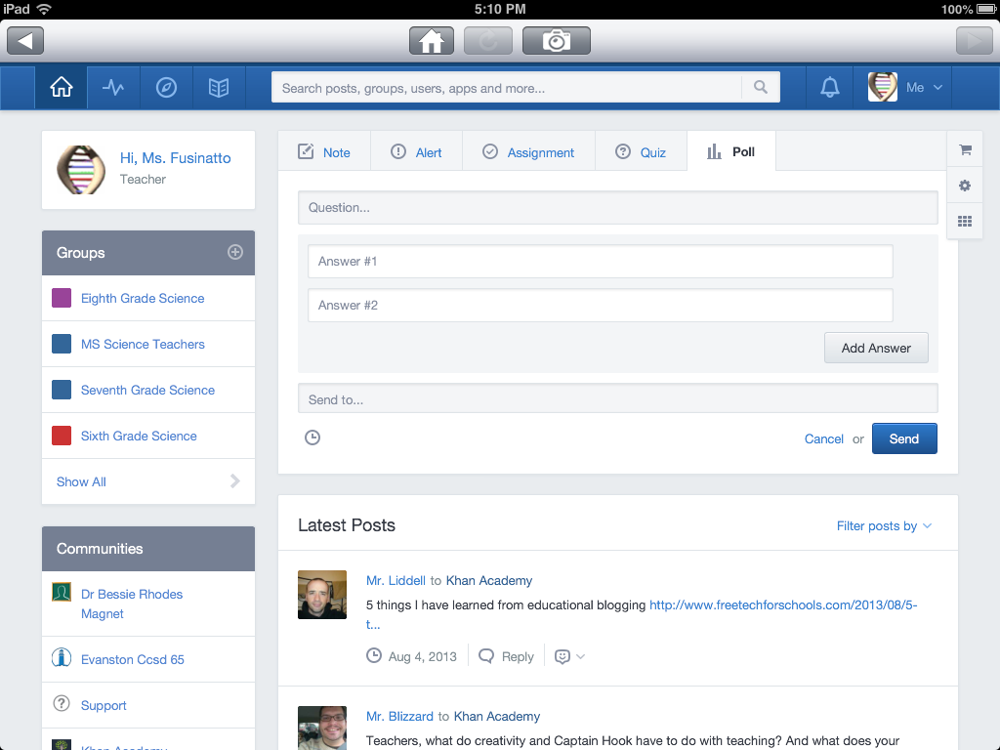 iPad 5:10 PM 100%
Search posts, groups, users, apps and more... Me
Hi, Ms. Fusinatto
Teacher
Groups
Eighth Grade Science
MS Science Teachers
Seventh Grade Science
Sixth Grade Science
Show All
Communities
Dr Bessie Rhodes
Magnet
Evanston Ccsd 65
Support
Khan Academy
Note Alert Assignment Quiz Poll
Question...
Answer #1
Answer #2
Add Answer
Send to...
Cancel or Send
Latest Posts Filter posts by
Mr. Liddell to Khan Academy
5 things I have learned from educational blogging http://www.freetechforschools.com/2013/08/5-
t...
Aug 4, 2013 Reply
Mr. Blizzard to Khan Academy
Teachers, what do creativity and Captain Hook have to do with teaching? And what does your